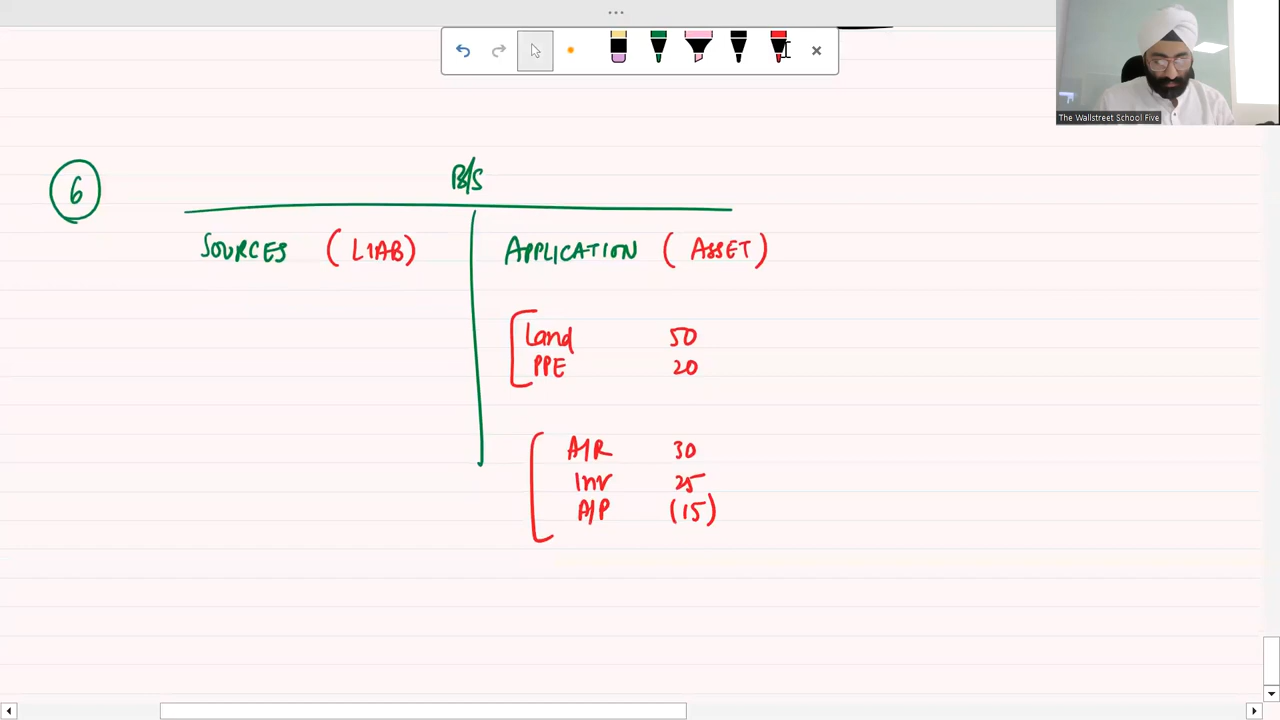 The Wallstreet School Five
6
B/S
SOURCES (LIAB)
APPLICATION (ASSET)
Land 50
PPE 20
A/R 30
Inv 25
A/P (15)